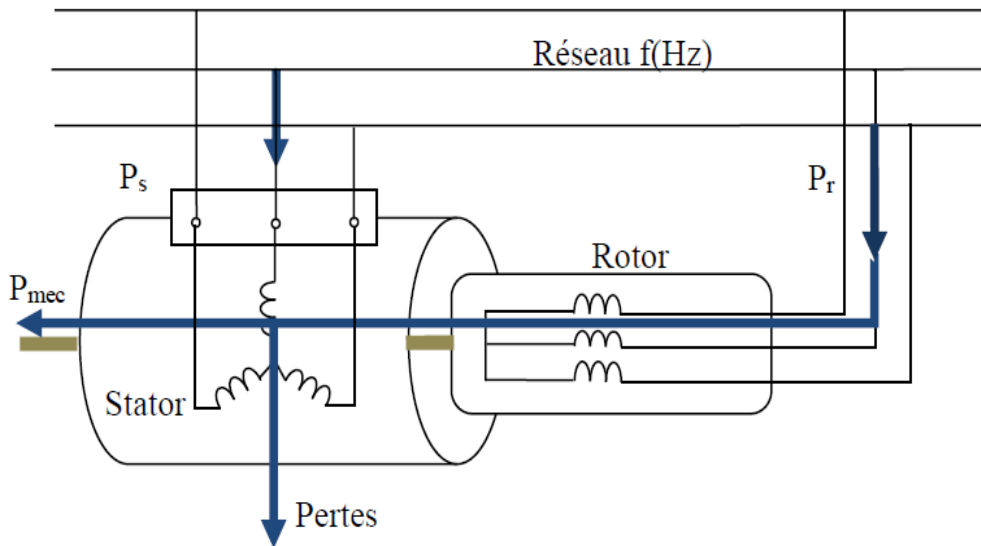 Réseau f(Hz)
Ps
Pr
Rotor
Pmec
Stator
Pertes